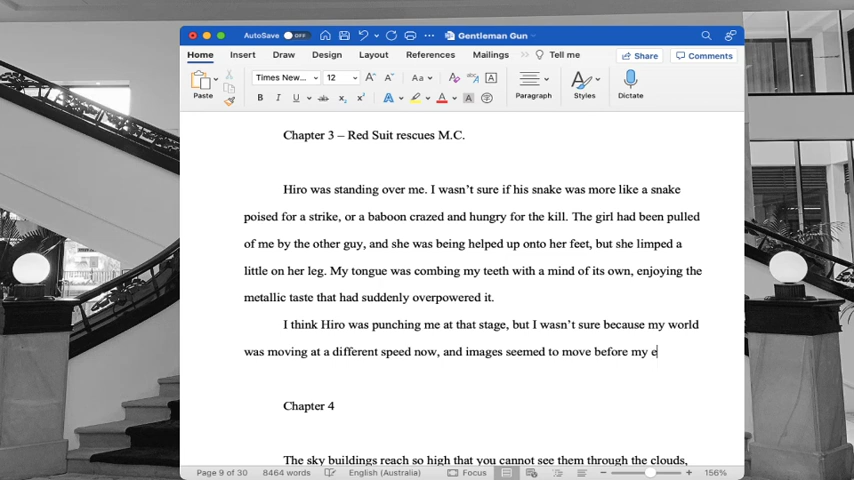 AutoSave OFF Gentleman Gun
Home Insert Draw Design Layout References Mailings Tell me Share Comments
Paste Times New... 12 Aa A
B I U ab x₂ x² A A A Paragraph Styles Dictate
Chapter 3 – Red Suit rescues M.C.
Hiro was standing over me. I wasn't sure if his snake was more like a snake
poised for a strike, or a baboon crazed and hungry for the kill. The girl had been pulled
of me by the other guy, and she was being helped up onto her feet, but she limped a
little on her leg. My tongue was combing my teeth with a mind of its own, enjoying the
metallic taste that had suddenly overpowered it.
I think Hiro was punching me at that stage, but I wasn't sure because my world
was moving at a different speed now, and images seemed to move before my e
Chapter 4
The sky buildings reach so high that you cannot see them through the clouds,
Page 9 of 30 8464 words English (Australia) Focus 156%